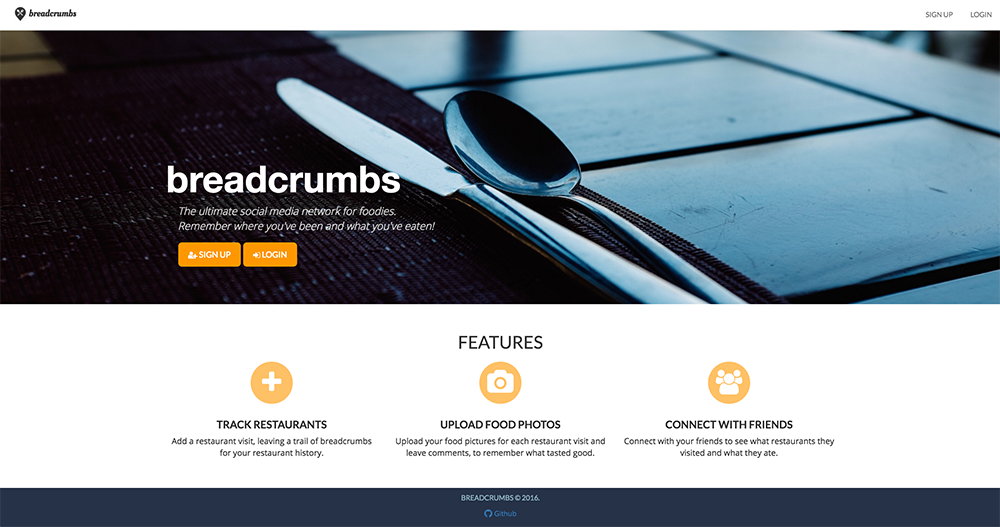 breadcrumbs
SIGN UP
LOGIN
breadcrumbs
The ultimate social media network for foodies.
Remember where you've been and what you've eaten!
SIGN UP
LOGIN
FEATURES
TRACK RESTAURANTS
Add a restaurant visit, leaving a trail of breadcrumbs
for your restaurant history.
UPLOAD FOOD PHOTOS
Upload your food pictures for each restaurant visit and
leave comments, to remember what tasted good.
CONNECT WITH FRIENDS
Connect with your friends to see what restaurants they
visited and what they ate.
BREADCRUMBS © 2016.
Github